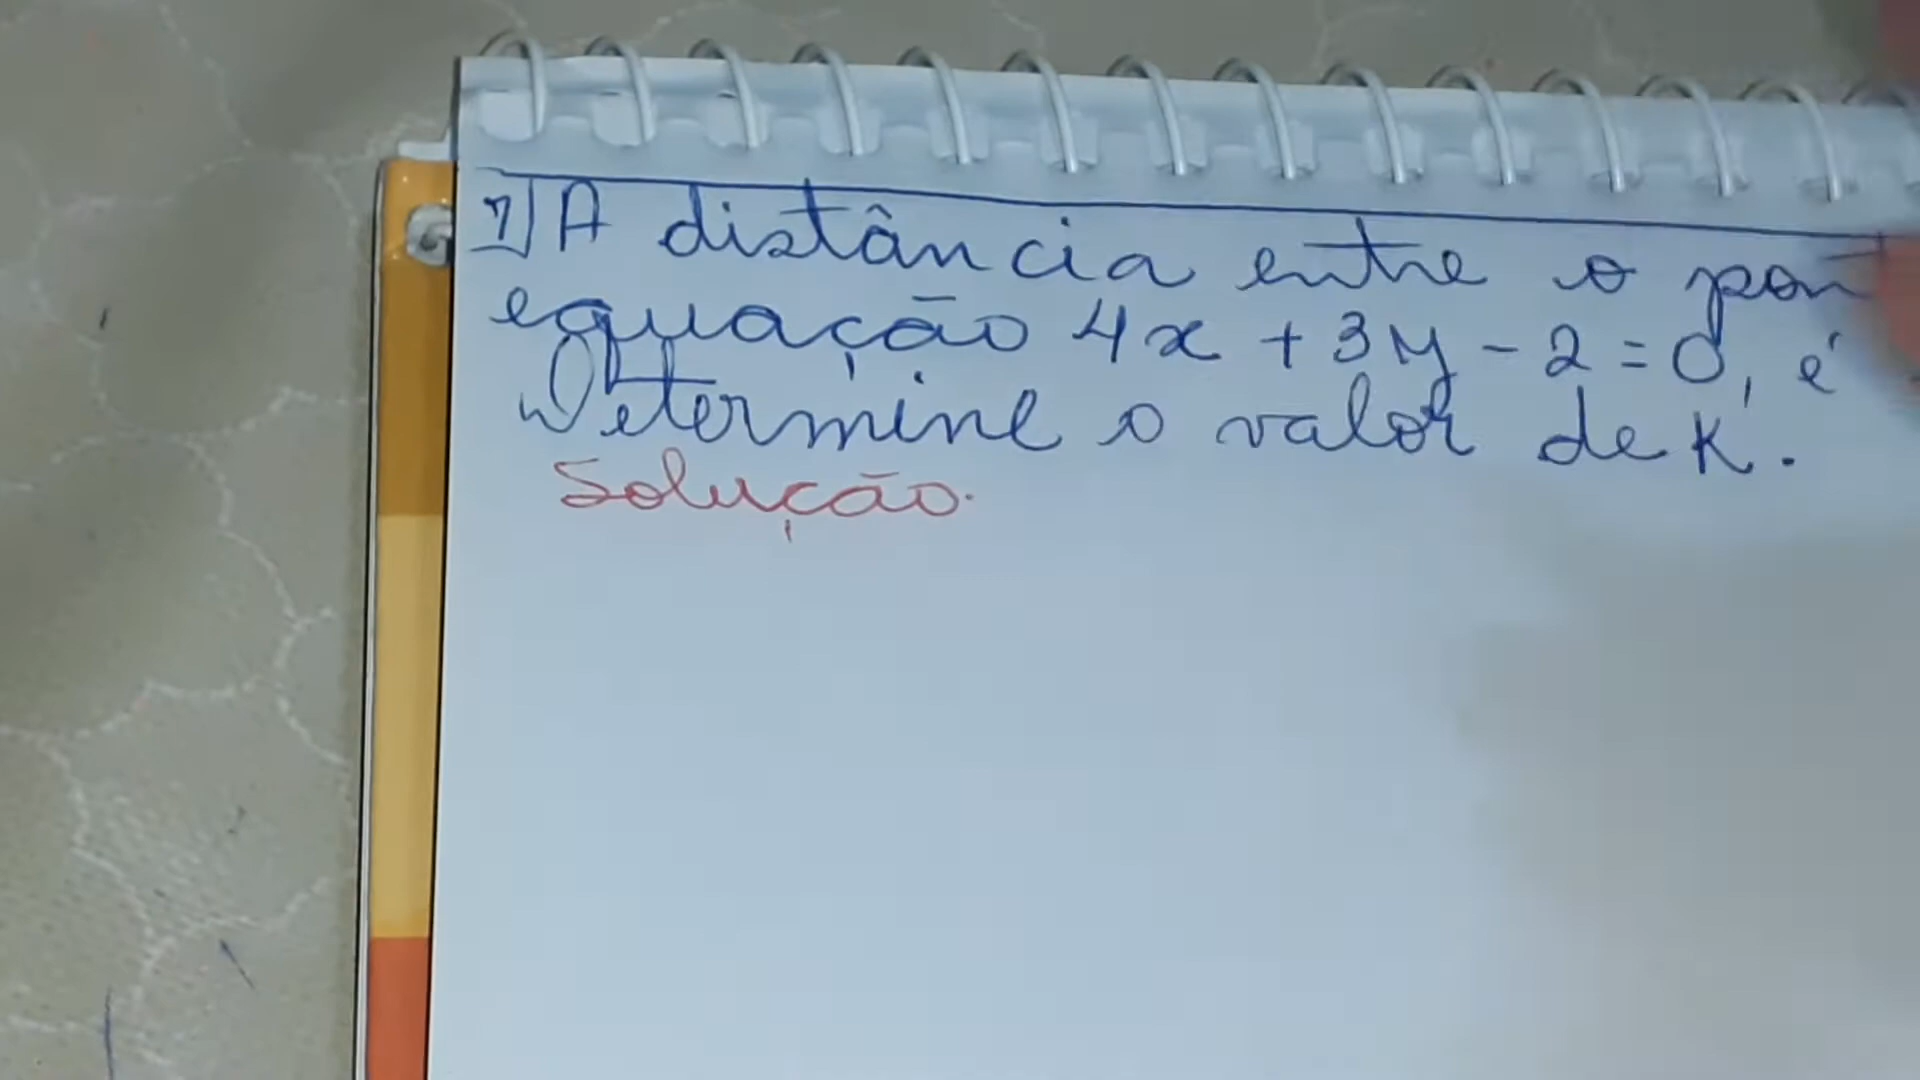 7] A distância entre o pon
equação 4x + 3y - 2 = 0, é
Determine o valor de K.
Solução.